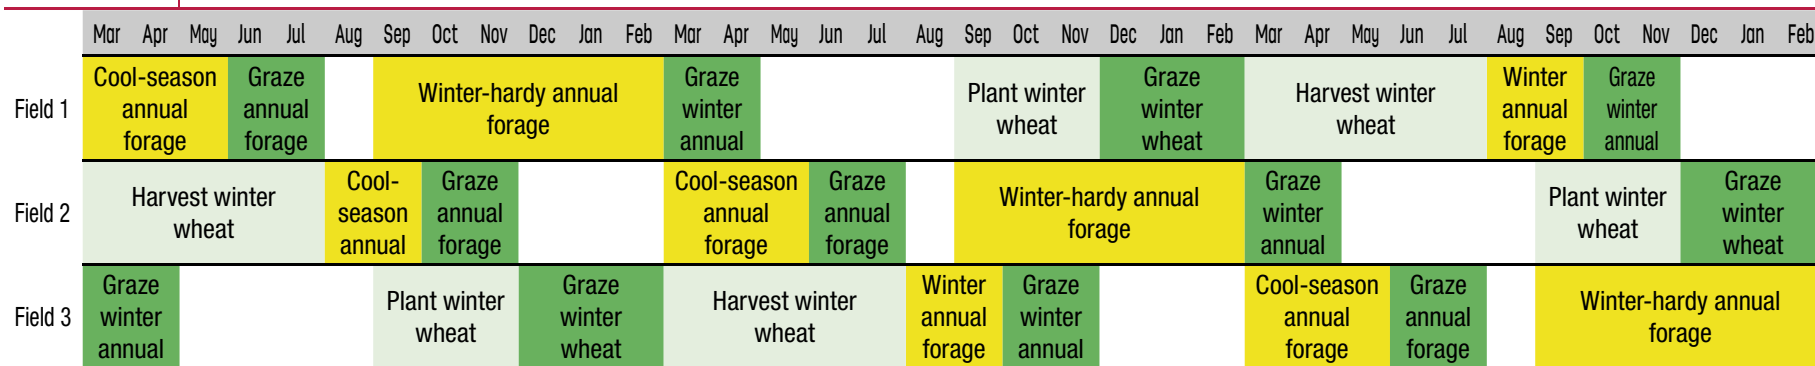 Mar Apr May Jun Jul Aug Sep Oct Nov Dec Jan Feb Mar Apr May Jun Jul Aug Sep Oct Nov Dec Jan Feb Mar Apr May Jun Jul Aug Sep Oct Nov Dec Jan Feb
Field 1
Cool-season
annual
forage
Graze
annual
forage
Winter-hardy annual
forage
Graze
winter
annual
Plant winter
wheat
Graze
winter
wheat
Harvest winter
wheat
Winter
annual
forage
Graze
winter
annual
Field 2
Harvest winter
wheat
Cool-
season
annual
Graze
annual
forage
Cool-season
annual
forage
Graze
annual
forage
Winter-hardy annual
forage
Graze
winter
annual
Plant winter
wheat
Graze
winter
wheat
Field 3
Graze
winter
annual
Plant winter
wheat
Graze
winter
wheat
Harvest winter
wheat
Winter
annual
forage
Graze
winter
annual
Cool-season
annual
forage
Graze
annual
forage
Winter-hardy annual
forage